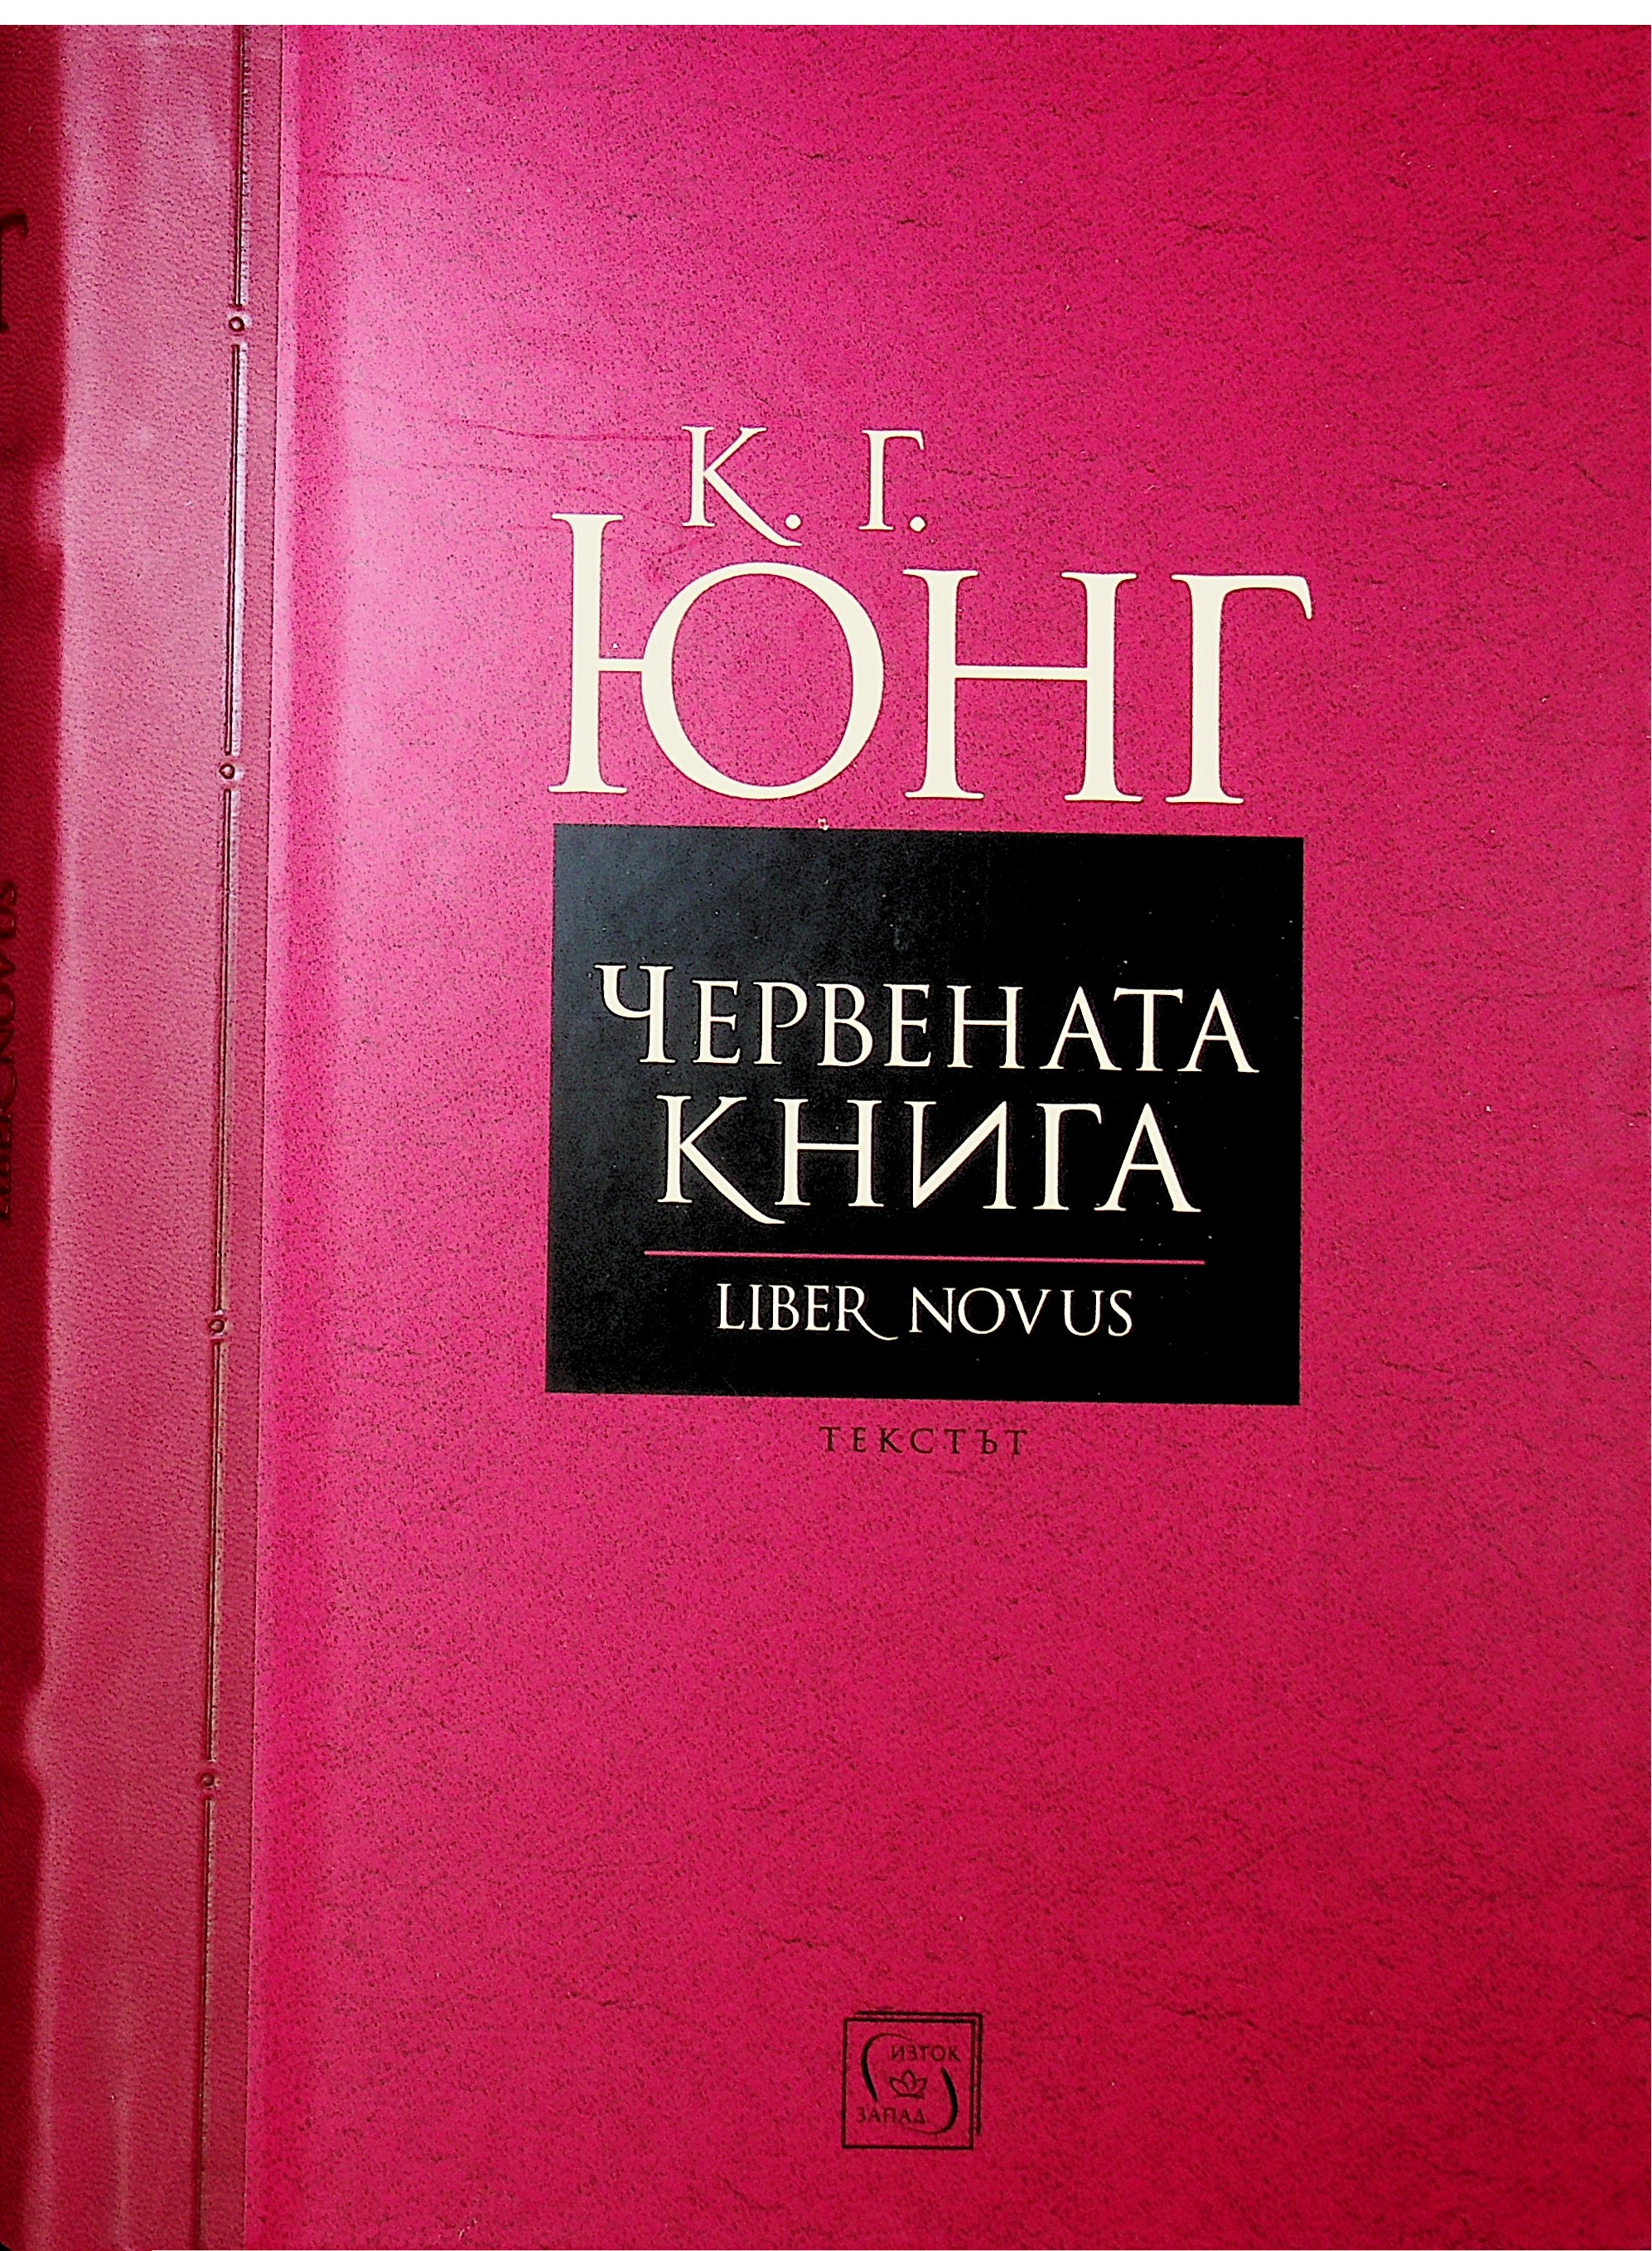 К. Г.
ЮНГ
ЧЕРВЕНАТА
КНИГА
LIBER NOVUS
ТЕКСТЪТ
ИЗТОК
ЗАПАД